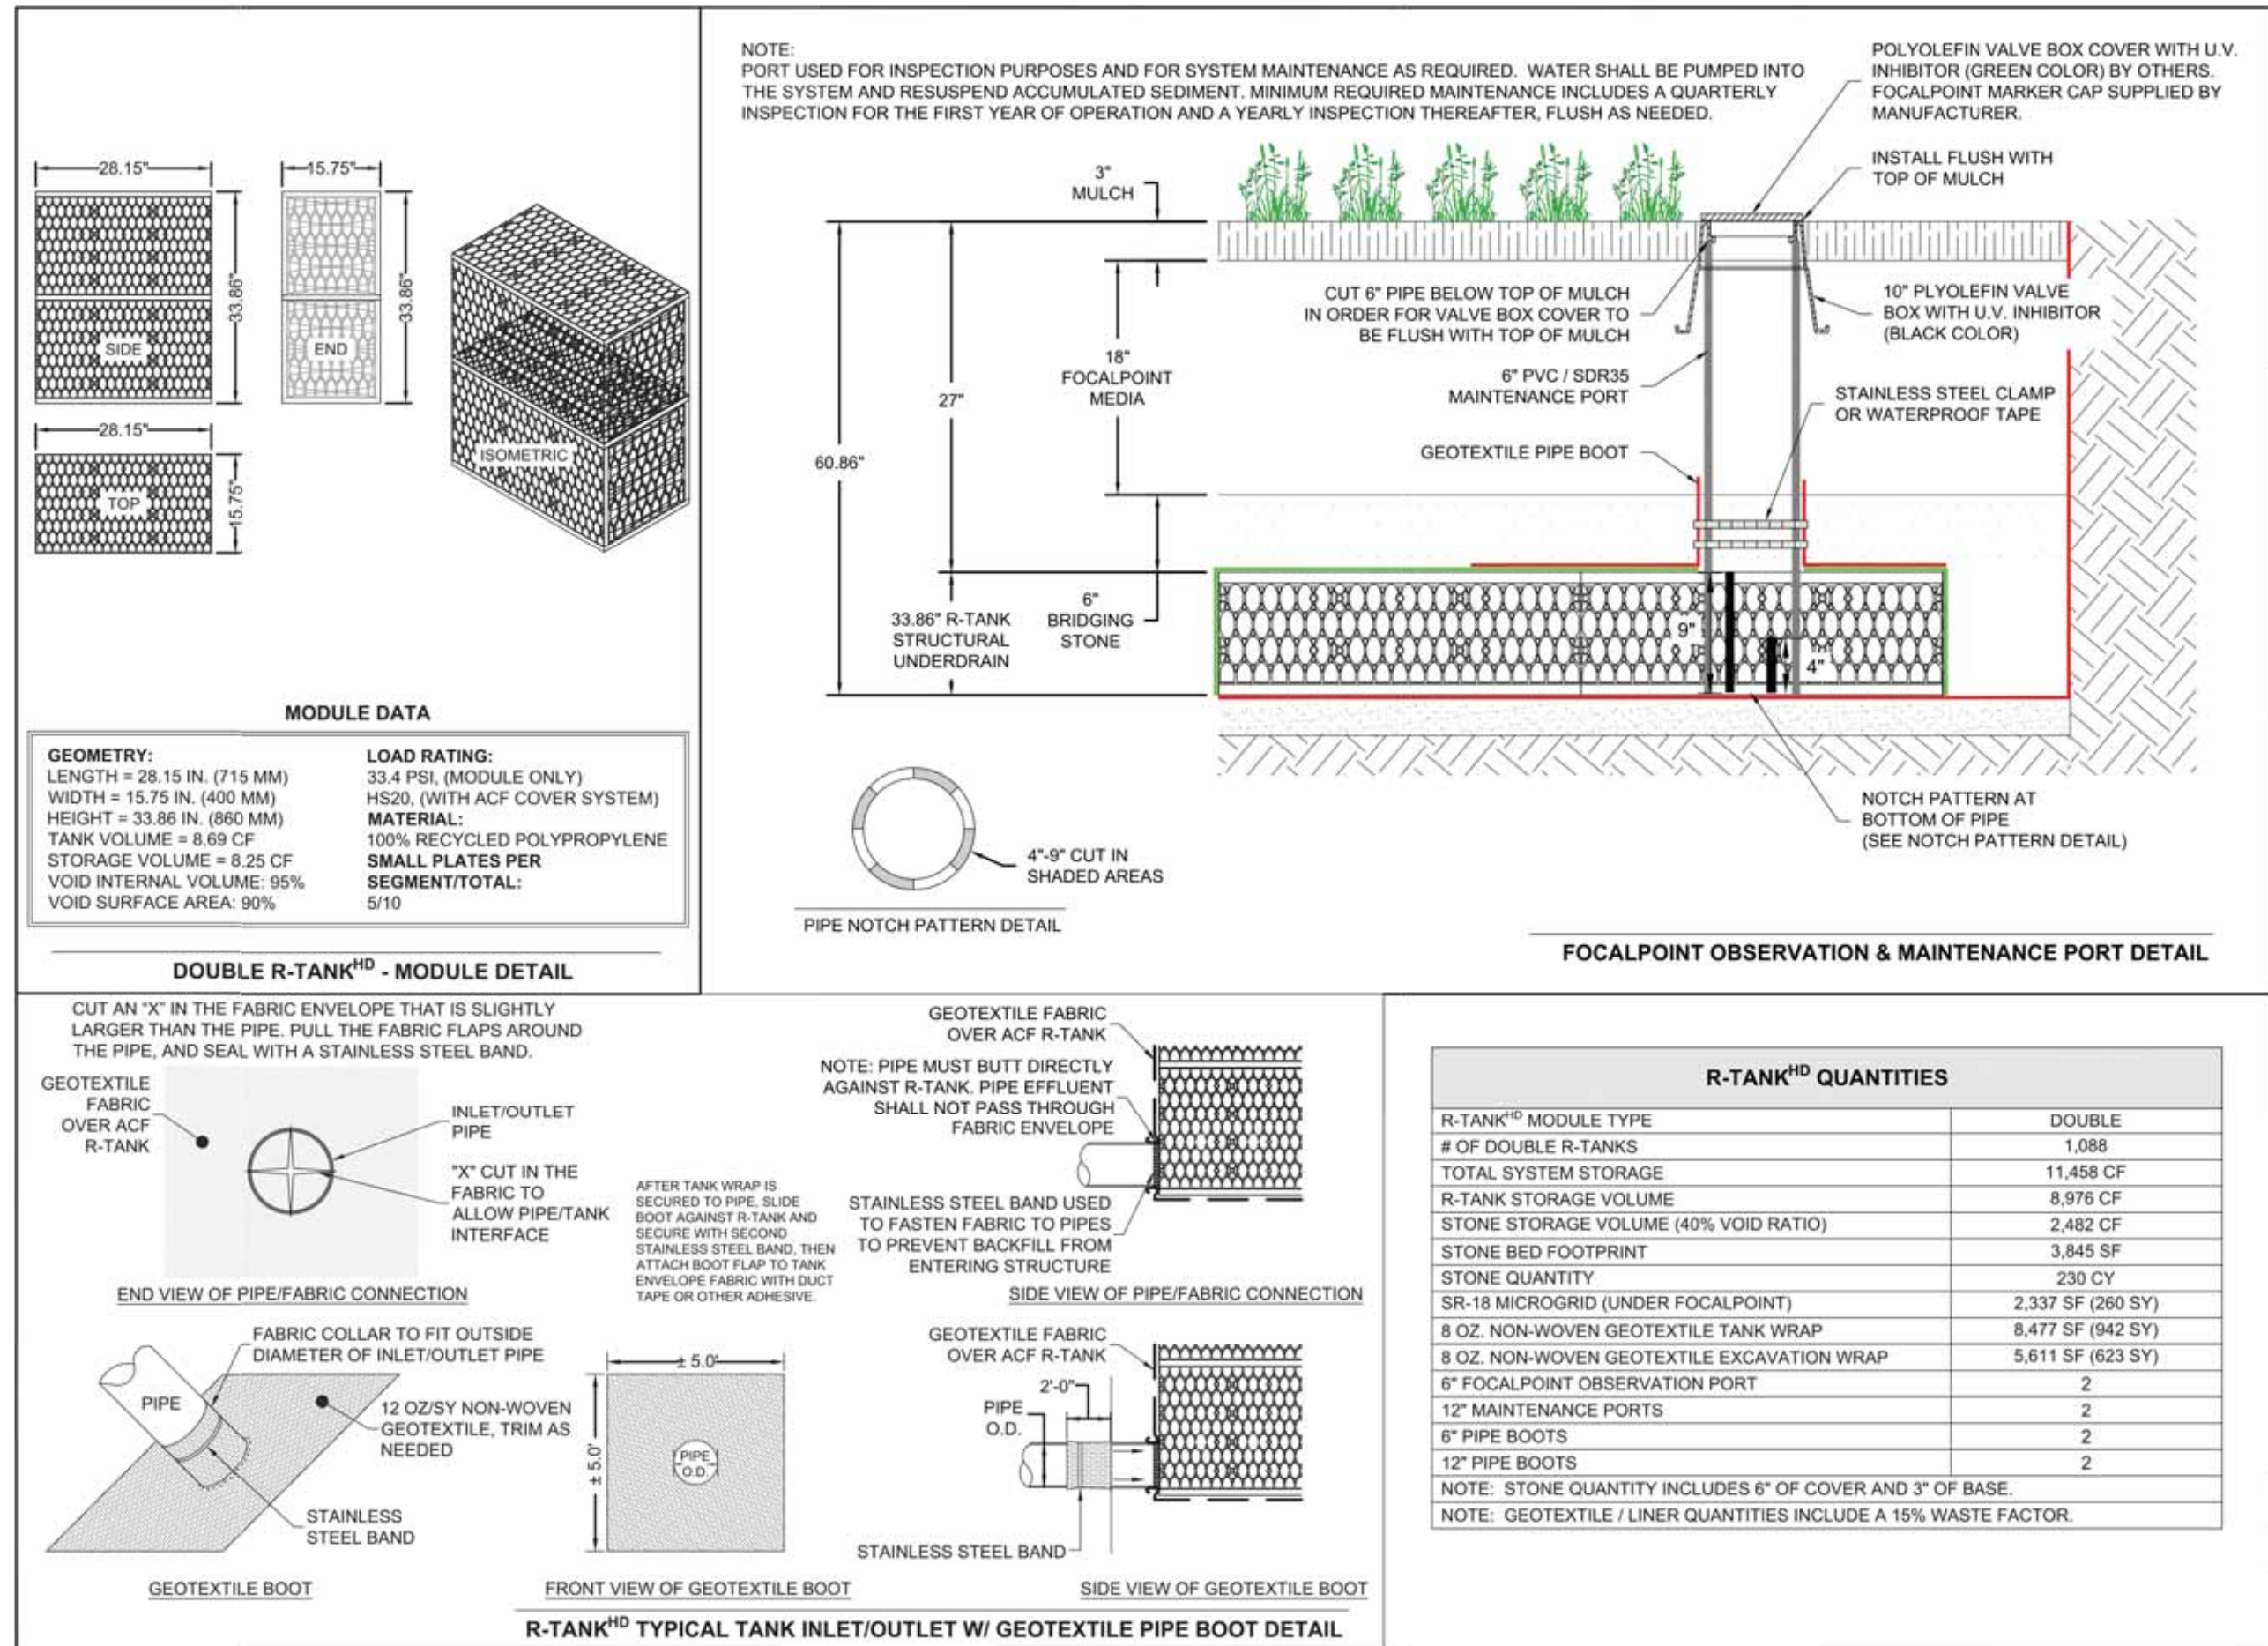 28.15"
15.75"
33.86"
33.86"
SIDE
END
28.15"
TOP
15.75"
ISOMETRIC
MODULE DATA
GEOMETRY:
LENGTH = 28.15 IN. (715 MM)
WIDTH = 15.75 IN. (400 MM)
HEIGHT = 33.86 IN. (860 MM)
TANK VOLUME = 8.69 CF
STORAGE VOLUME = 8.25 CF
VOID INTERNAL VOLUME: 95%
VOID SURFACE AREA: 90%
LOAD RATING:
33.4 PSI, (MODULE ONLY)
HS20, (WITH ACF COVER SYSTEM)
MATERIAL:
100% RECYCLED POLYPROPYLENE
SMALL PLATES PER
SEGMENT/TOTAL:
5/10
DOUBLE R-TANKᴴᴰ - MODULE DETAIL
NOTE:
PORT USED FOR INSPECTION PURPOSES AND FOR SYSTEM MAINTENANCE AS REQUIRED. WATER SHALL BE PUMPED INTO
THE SYSTEM AND RESUSPEND ACCUMULATED SEDIMENT. MINIMUM REQUIRED MAINTENANCE INCLUDES A QUARTERLY
INSPECTION FOR THE FIRST YEAR OF OPERATION AND A YEARLY INSPECTION THEREAFTER, FLUSH AS NEEDED.
POLYOLEFIN VALVE BOX COVER WITH U.V.
INHIBITOR (GREEN COLOR) BY OTHERS.
FOCALPOINT MARKER CAP SUPPLIED BY
MANUFACTURER.
INSTALL FLUSH WITH
TOP OF MULCH
3"
MULCH
CUT 6" PIPE BELOW TOP OF MULCH
IN ORDER FOR VALVE BOX COVER TO
BE FLUSH WITH TOP OF MULCH
10" PLYOLEFIN VALVE
BOX WITH U.V. INHIBITOR
(BLACK COLOR)
18"
FOCALPOINT
MEDIA
6" PVC / SDR35
MAINTENANCE PORT
27"
STAINLESS STEEL CLAMP
OR WATERPROOF TAPE
GEOTEXTILE PIPE BOOT
60.86"
33.86" R-TANK
STRUCTURAL
UNDERDRAIN
6"
BRIDGING
STONE
9"
4"
NOTCH PATTERN AT
BOTTOM OF PIPE
(SEE NOTCH PATTERN DETAIL)
4"-9" CUT IN
SHADED AREAS
PIPE NOTCH PATTERN DETAIL
FOCALPOINT OBSERVATION & MAINTENANCE PORT DETAIL
CUT AN "X" IN THE FABRIC ENVELOPE THAT IS SLIGHTLY
LARGER THAN THE PIPE. PULL THE FABRIC FLAPS AROUND
THE PIPE, AND SEAL WITH A STAINLESS STEEL BAND.
GEOTEXTILE
FABRIC
OVER ACF
R-TANK
INLET/OUTLET
PIPE
"X" CUT IN THE
FABRIC TO
ALLOW PIPE/TANK
INTERFACE
END VIEW OF PIPE/FABRIC CONNECTION
AFTER TANK WRAP IS
SECURED TO PIPE, SLIDE
BOOT AGAINST R-TANK AND
SECURE WITH SECOND
STAINLESS STEEL BAND, THEN
ATTACH BOOT FLAP TO TANK
ENVELOPE FABRIC WITH DUCT
TAPE OR OTHER ADHESIVE.
GEOTEXTILE FABRIC
OVER ACF R-TANK
NOTE: PIPE MUST BUTT DIRECTLY
AGAINST R-TANK. PIPE EFFLUENT
SHALL NOT PASS THROUGH
FABRIC ENVELOPE
STAINLESS STEEL BAND USED
TO FASTEN FABRIC TO PIPES
TO PREVENT BACKFILL FROM
ENTERING STRUCTURE
SIDE VIEW OF PIPE/FABRIC CONNECTION
FABRIC COLLAR TO FIT OUTSIDE
DIAMETER OF INLET/OUTLET PIPE
PIPE
12 OZ/SY NON-WOVEN
GEOTEXTILE, TRIM AS
NEEDED
STAINLESS
STEEL BAND
GEOTEXTILE BOOT
± 5.0'
± 5.0'
PIPE
O.D.
FRONT VIEW OF GEOTEXTILE BOOT
GEOTEXTILE FABRIC
OVER ACF R-TANK
2'-0"
PIPE
O.D.
STAINLESS STEEL BAND
SIDE VIEW OF GEOTEXTILE BOOT
R-TANKᴴᴰ TYPICAL TANK INLET/OUTLET W/ GEOTEXTILE PIPE BOOT DETAIL
R-TANKᴴᴰ QUANTITIES
R-TANKᴴᴰ MODULE TYPE DOUBLE
# OF DOUBLE R-TANKS 1,088
TOTAL SYSTEM STORAGE 11,458 CF
R-TANK STORAGE VOLUME 8,976 CF
STONE STORAGE VOLUME (40% VOID RATIO) 2,482 CF
STONE BED FOOTPRINT 3,845 SF
STONE QUANTITY 230 CY
SR-18 MICROGRID (UNDER FOCALPOINT) 2,337 SF (260 SY)
8 OZ. NON-WOVEN GEOTEXTILE TANK WRAP 8,477 SF (942 SY)
8 OZ. NON-WOVEN GEOTEXTILE EXCAVATION WRAP 5,611 SF (623 SY)
6" FOCALPOINT OBSERVATION PORT 2
12" MAINTENANCE PORTS 2
6" PIPE BOOTS 2
12" PIPE BOOTS 2
NOTE: STONE QUANTITY INCLUDES 6" OF COVER AND 3" OF BASE.
NOTE: GEOTEXTILE / LINER QUANTITIES INCLUDE A 15% WASTE FACTOR.